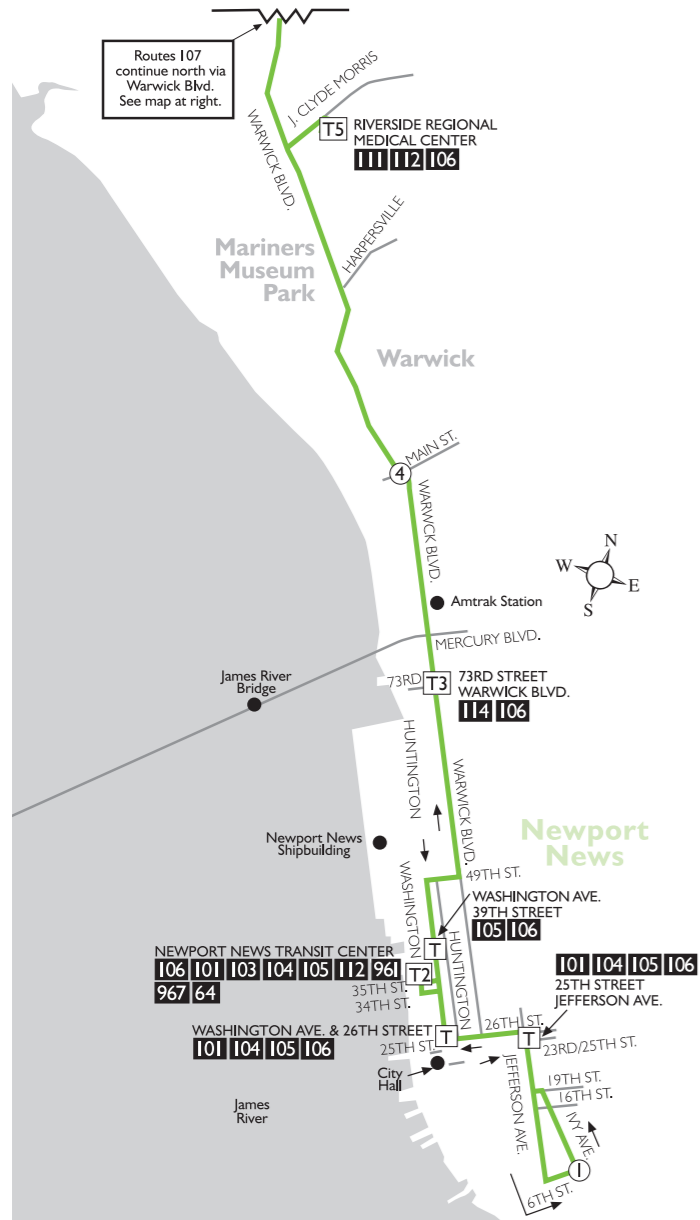 Routes 107
continue north via
Warwick Blvd.
See map at right.
J. CLYDE MORRIS
T5
RIVERSIDE REGIONAL
MEDICAL CENTER
111 112 106
WARWICK BLVD.
HARPERSVILLE
Mariners
Museum
Park
Warwick
MAIN ST.
4
WARWCK BLVD.
N
W
E
S
Amtrak Station
MERCURY BLVD.
James River
Bridge
73RD
T3
73RD STREET
WARWICK BLVD.
114 106
HUNTINGTON
WARWICK BLVD.
Newport
News
Newport News
Shipbuilding
49TH ST.
WASHINGTON
WASHINGTON AVE.
39TH STREET
105 106
T
HUNTINGTON
NEWPORT NEWS TRANSIT CENTER
106 101 103 104 105 112 961
967 64
T2
35TH ST.
34TH ST.
101 104 105 106
25TH STREET
JEFFERSON AVE.
WASHINGTON AVE. & 26TH STREET
101 104 105 106
T
26TH ST.
T
25TH ST.
23RD/25TH ST.
City
Hall
JEFFERSON AVE.
19TH ST.
16TH ST.
IVY AVE.
James
River
1
6TH ST.